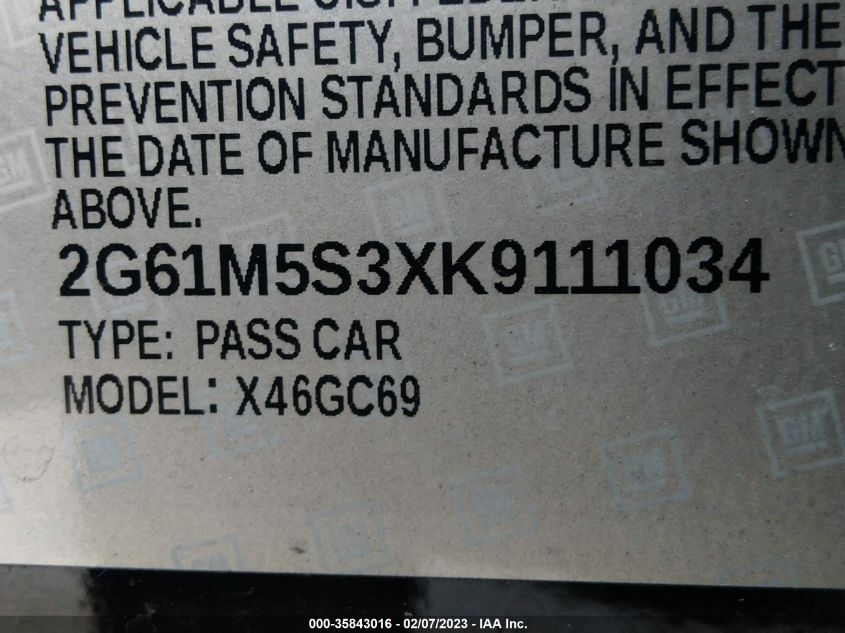 VEHICLE SAFETY, BUMPER, AND THE
PREVENTION STANDARDS IN EFFECT
THE DATE OF MANUFACTURE SHOWN
ABOVE.
2G61M5S3XK9111034
TYPE: PASS CAR
MODEL: X46GC69
GM
000-35843016 - 02/07/2023 - IAA Inc.